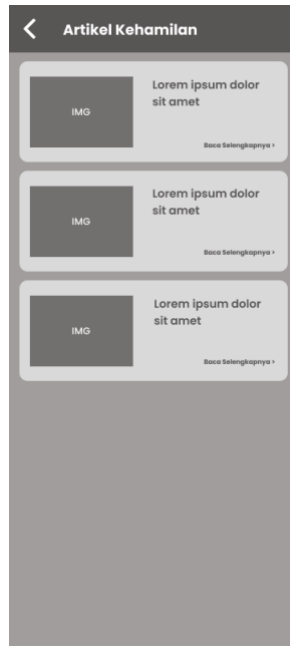 Artikel Kehamilan
IMG
Lorem ipsum dolor
sit amet
Baca Selengkapnya ›
IMG
Lorem ipsum dolor
sit amet
Baca Selengkapnya ›
IMG
Lorem ipsum dolor
sit amet
Baca Selengkapnya ›